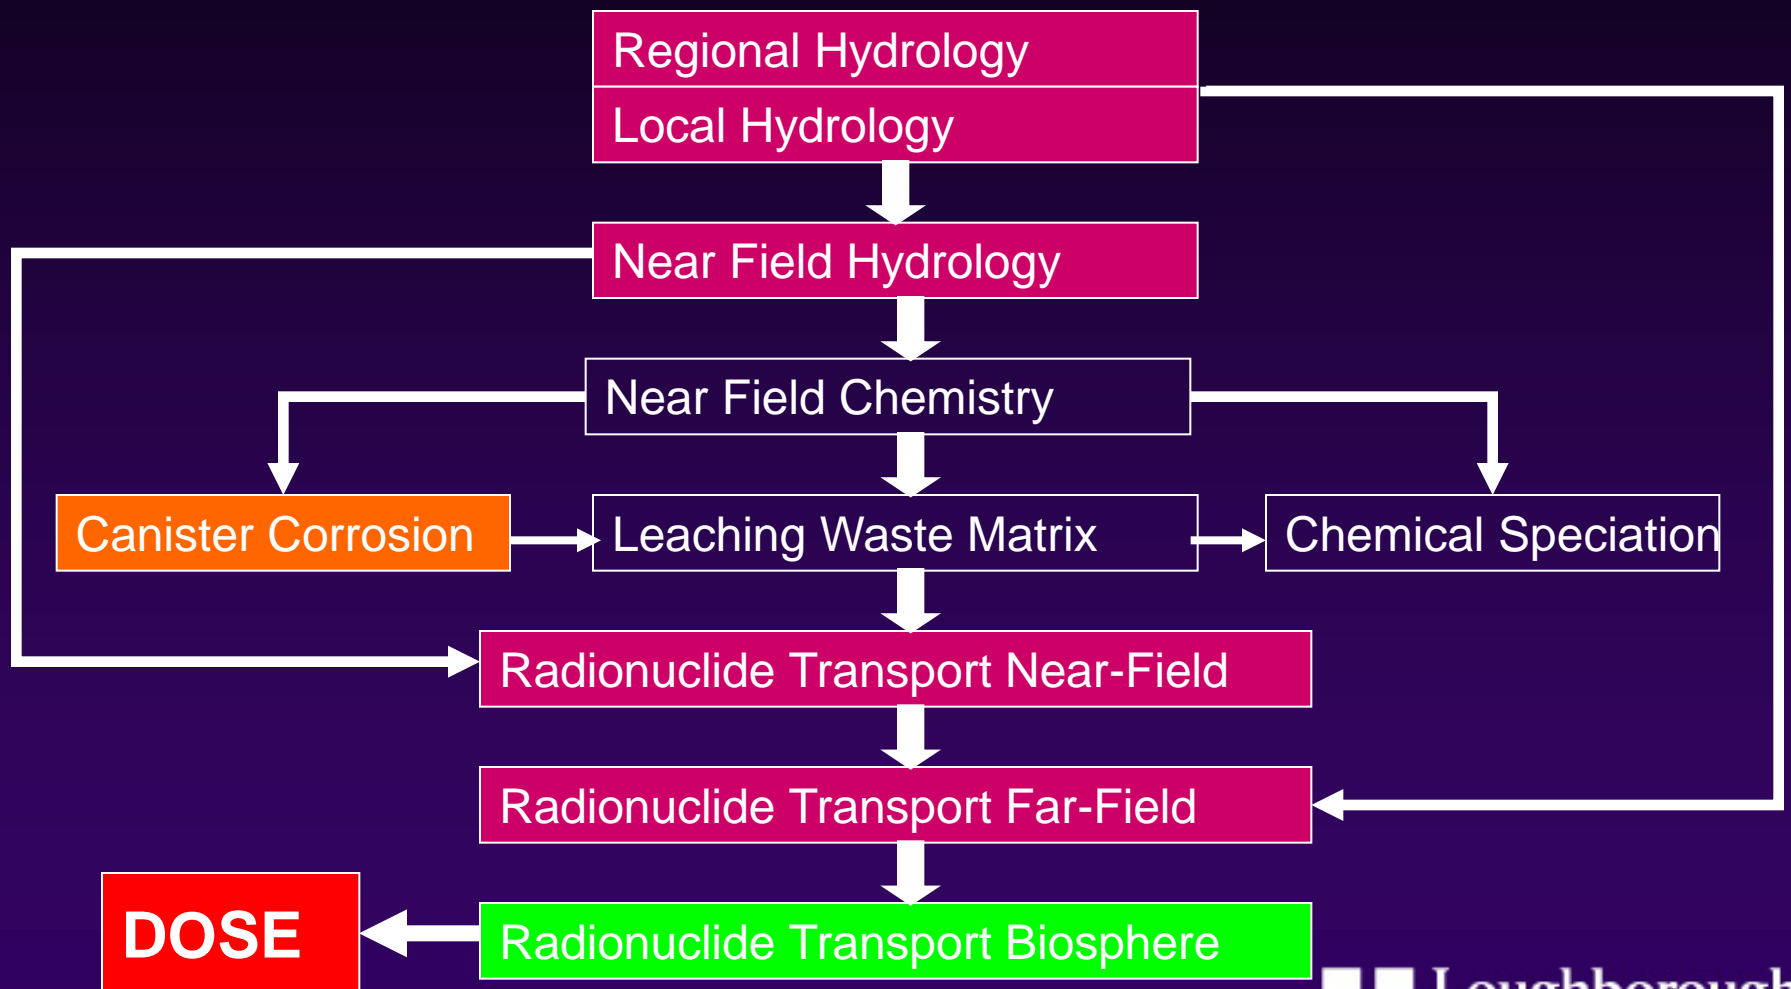 Regional Hydrology
Local Hydrology
Near Field Hydrology
Near Field Chemistry
Canister Corrosion
Leaching Waste Matrix
Chemical Speciation
Radionuclide Transport Near-Field
Radionuclide Transport Far-Field
DOSE
Radionuclide Transport Biosphere
Loughborough